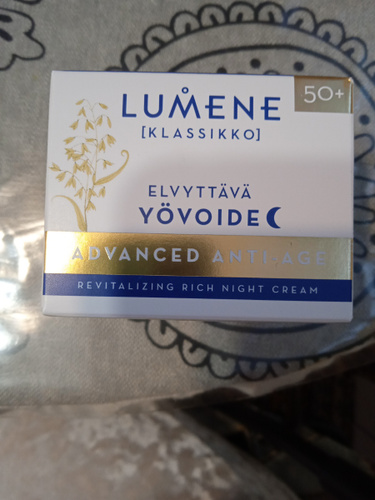 50+
LUMENE
[KLASSIKKO]
ELVYTTÄVÄ
YÖVOIDE
ADVANCED ANTI-AGE
REVITALIZING RICH NIGHT CREAM